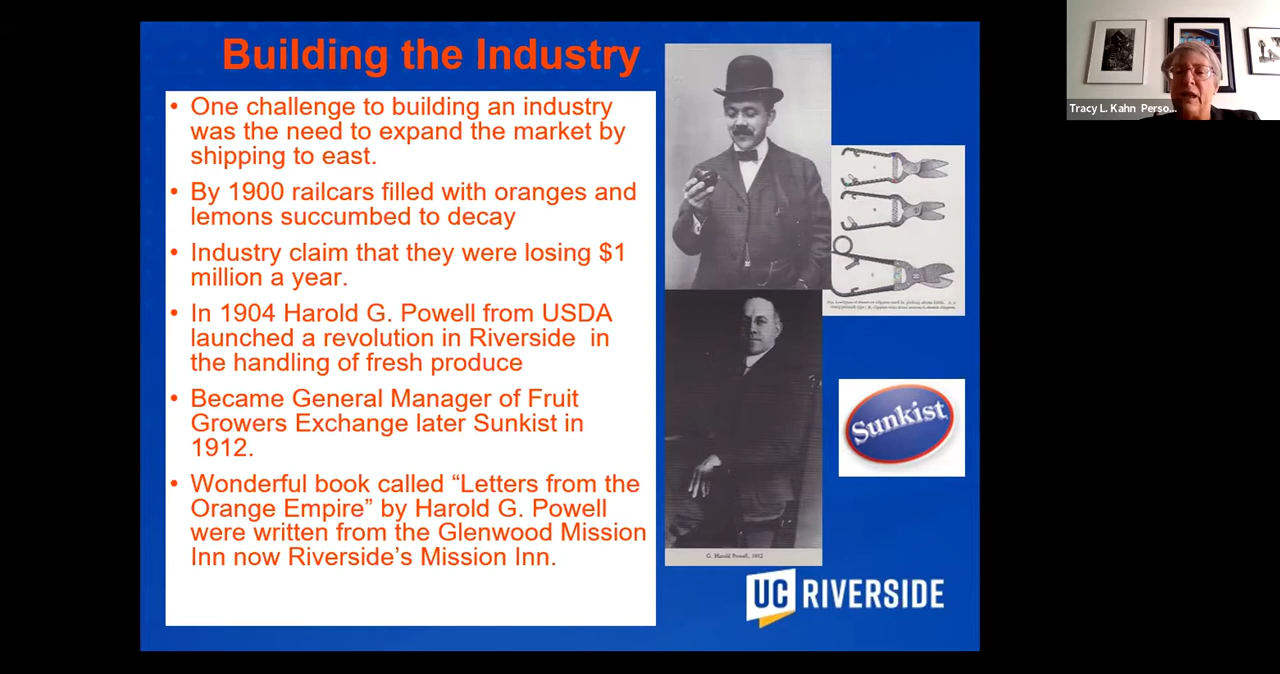 Building the Industry
• One challenge to building an industry
was the need to expand the market by
shipping to east.
• By 1900 railcars filled with oranges and
lemons succumbed to decay
• Industry claim that they were losing $1
million a year.
• In 1904 Harold G. Powell from USDA
launched a revolution in Riverside in
the handling of fresh produce
• Became General Manager of Fruit
Growers Exchange later Sunkist in
1912.
• Wonderful book called “Letters from the
Orange Empire” by Harold G. Powell
were written from the Glenwood Mission
Inn now Riverside’s Mission Inn.
G. Harold Powell, 1912
Sunkist
UC RIVERSIDE
Tracy L. Kahn Perso...